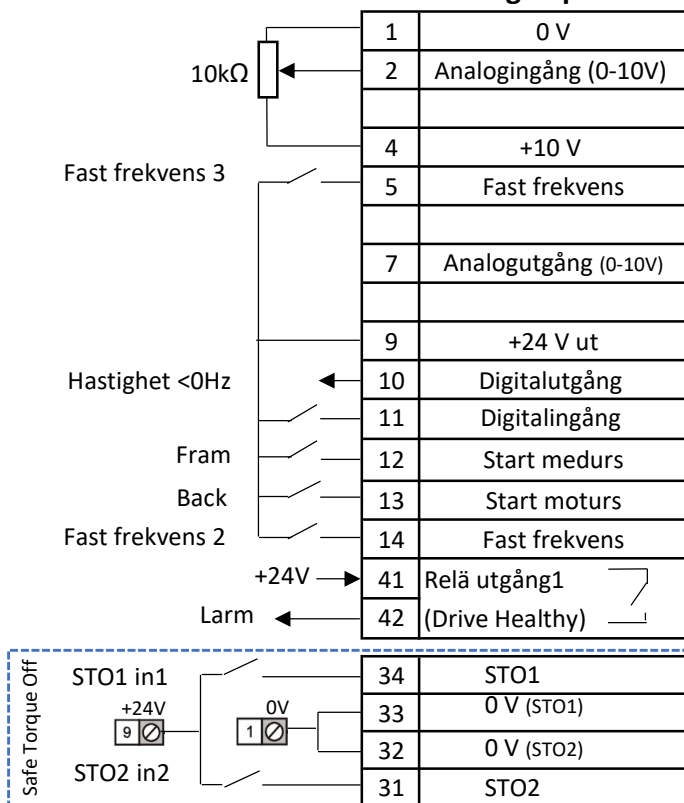 1 0 V
10kΩ 2 Analogingång (0-10V)
4 +10 V
Fast frekvens 3 5 Fast frekvens
7 Analogutgång (0-10V)
9 +24 V ut
Hastighet <0Hz 10 Digitalutgång
11 Digitalingång
Fram 12 Start medurs
Back 13 Start moturs
Fast frekvens 2 14 Fast frekvens
+24V 41 Relä utgång1
Larm 42 (Drive Healthy)
Safe Torque Off
STO1 in1 34 STO1
+24V 0V 33 0 V (STO1)
9 1 32 0 V (STO2)
STO2 in2 31 STO2